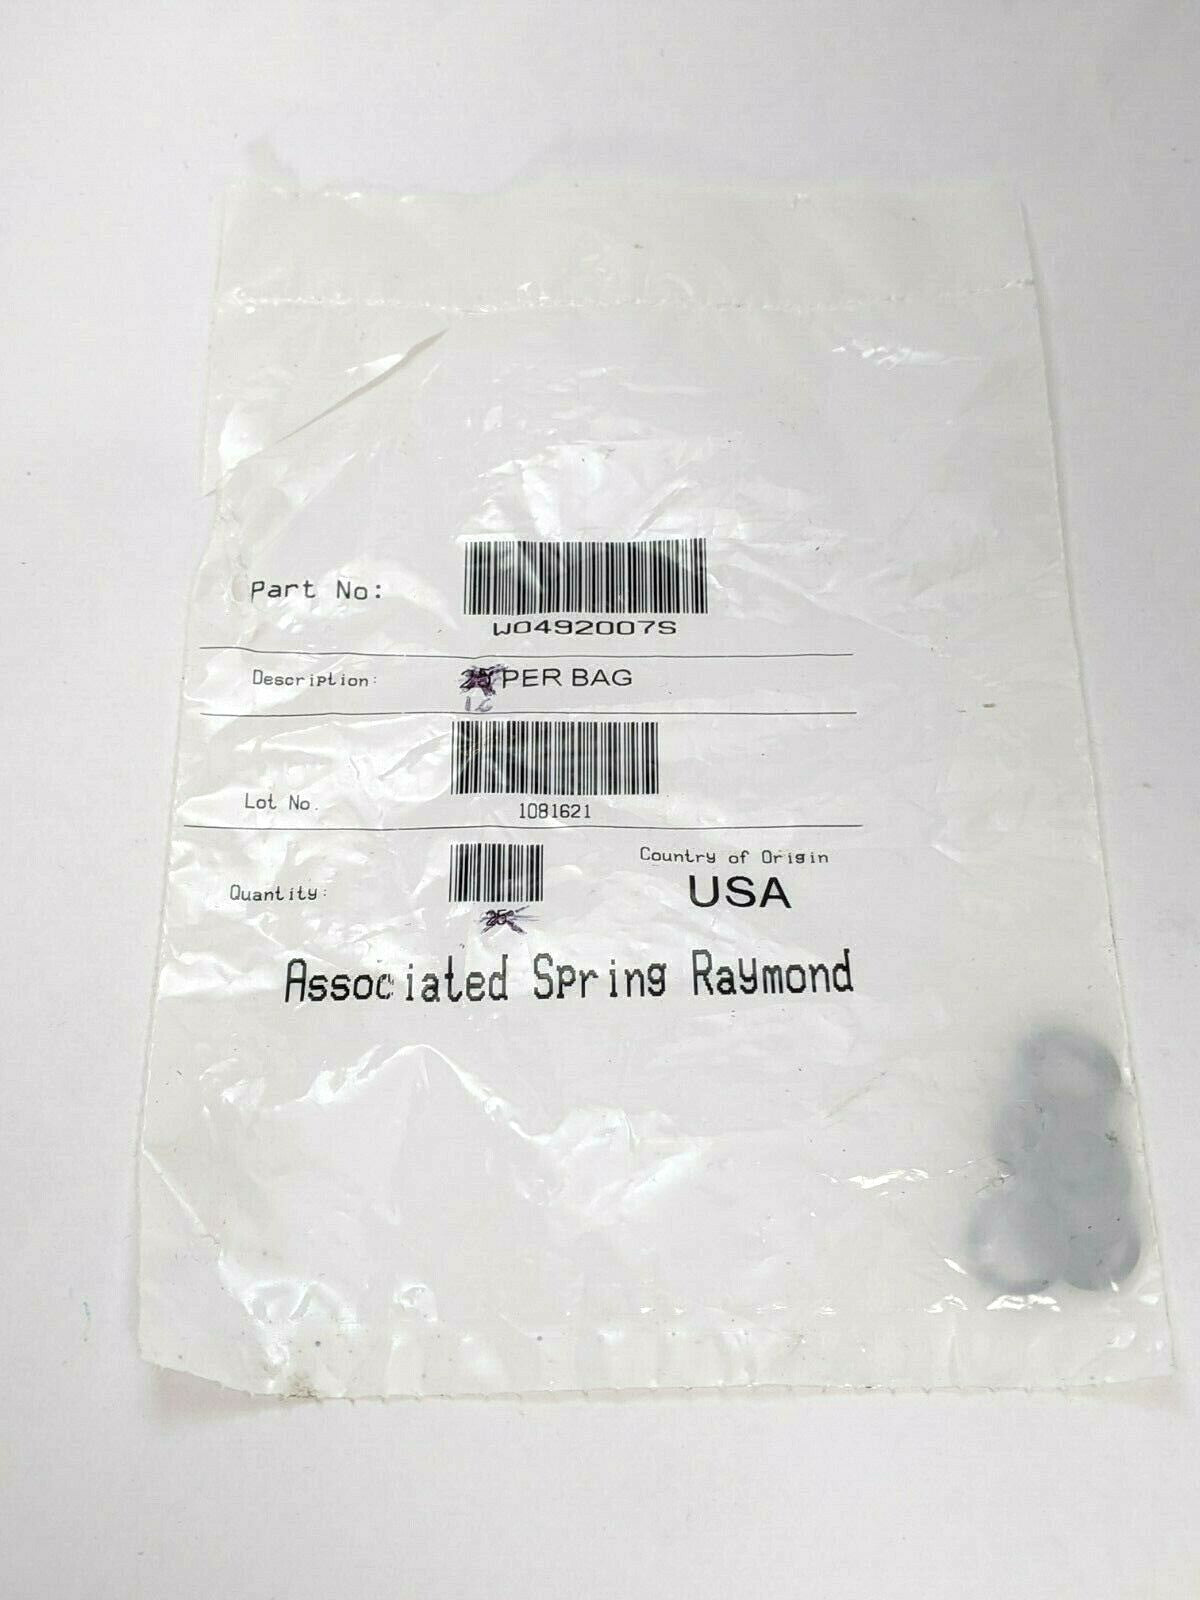 Part No:
W0492007S
Description: 25 PER BAG
16
Lot No.
1081621
Country of Origin
Quantity:
USA
25
Associated Spring Raymond